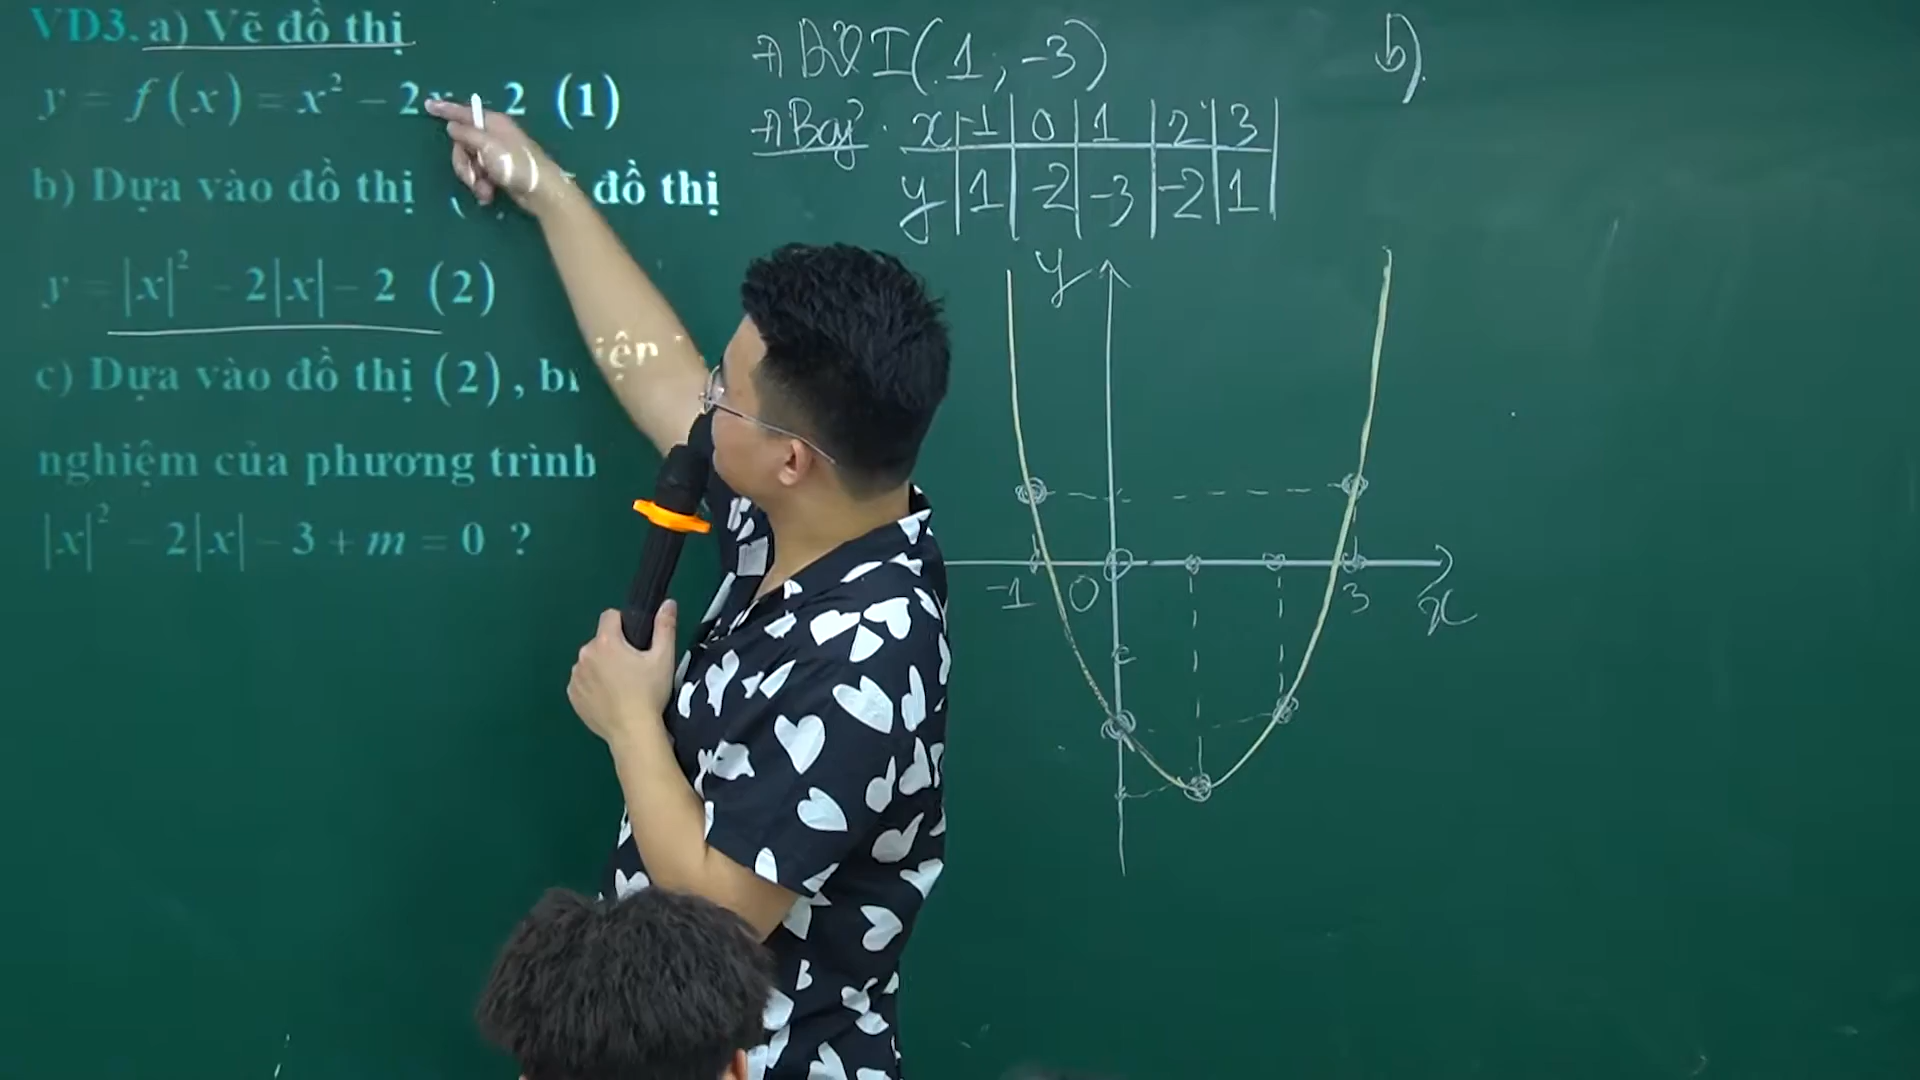 VD3. a) Vẽ đồ thị
y = f(x) = x² - 2x - 2 (1)
b) Dựa vào đồ thị đồ thị
y = |x|² - 2|x| - 2 (2)
c) Dựa vào đồ thị (2), bi
nghiệm của phương trình
|x|² - 2|x| - 3 + m = 0 ?
I(1; -3)
x -1 0 1 2 3
y 1 -2 -3 -2 1
b)
y
-1 0 3 x